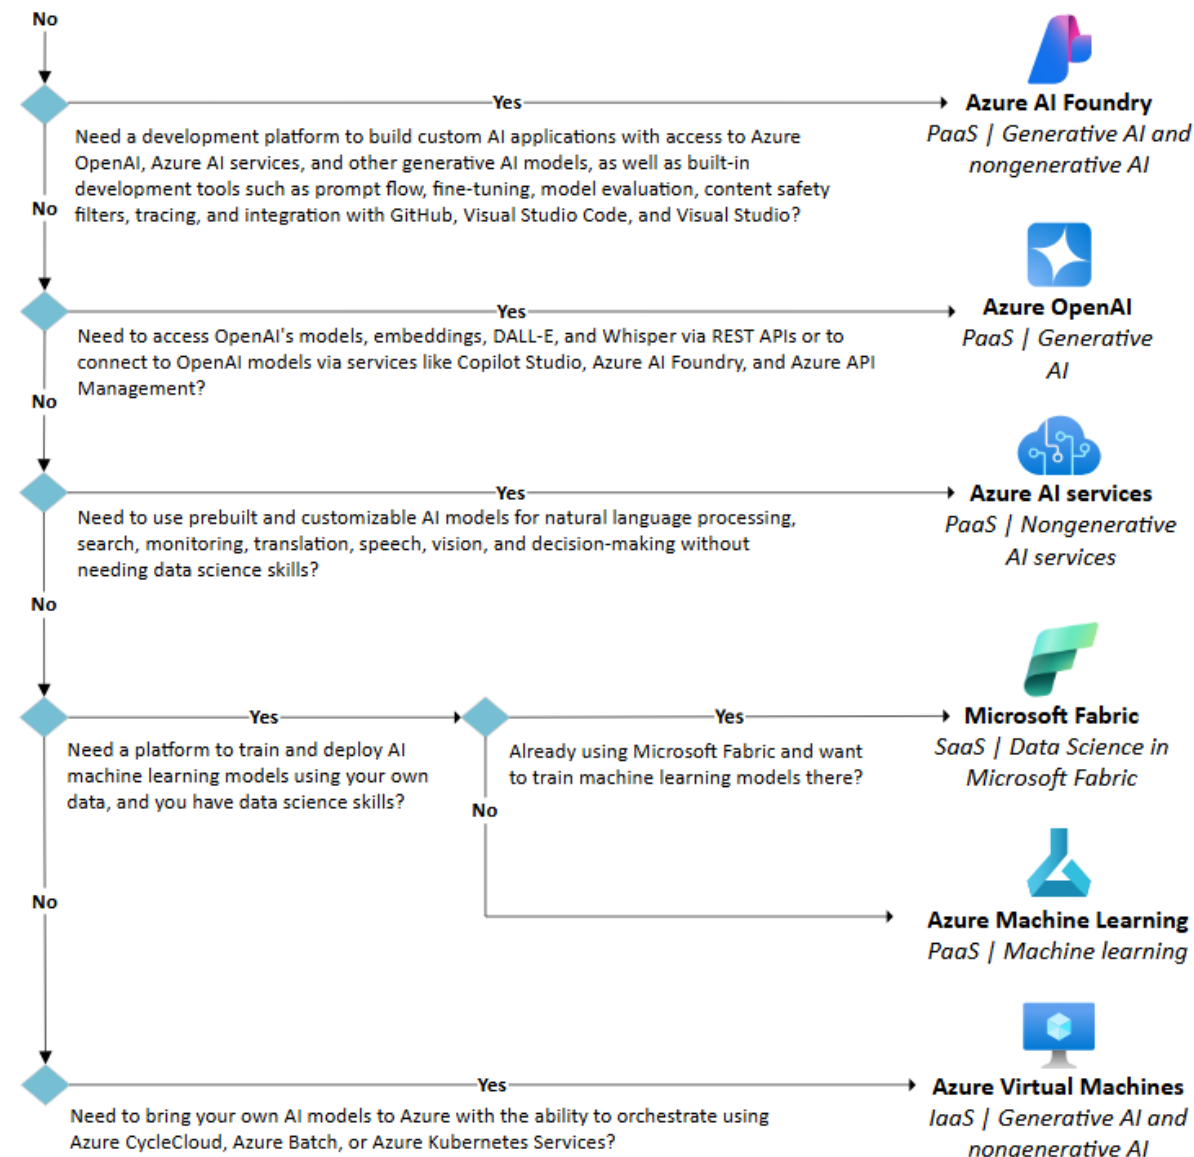 No
Yes
Azure AI Foundry
PaaS | Generative AI and
nongenerative AI
Need a development platform to build custom AI applications with access to Azure
OpenAI, Azure AI services, and other generative AI models, as well as built-in
development tools such as prompt flow, fine-tuning, model evaluation, content safety
filters, tracing, and integration with GitHub, Visual Studio Code, and Visual Studio?
No
Yes
Azure OpenAI
PaaS | Generative
AI
Need to access OpenAI's models, embeddings, DALL-E, and Whisper via REST APIs or to
connect to OpenAI models via services like Copilot Studio, Azure AI Foundry, and Azure API
Management?
No
Yes
Azure AI services
PaaS | Nongenerative
AI services
Need to use prebuilt and customizable AI models for natural language processing,
search, monitoring, translation, speech, vision, and decision-making without
needing data science skills?
No
Yes
Need a platform to train and deploy AI
machine learning models using your own
data, and you have data science skills?
Yes
Already using Microsoft Fabric and want
to train machine learning models there?
Microsoft Fabric
SaaS | Data Science in
Microsoft Fabric
No
Azure Machine Learning
PaaS | Machine learning
No
Yes
Azure Virtual Machines
IaaS | Generative AI and
nongenerative AI
Need to bring your own AI models to Azure with the ability to orchestrate using
Azure CycleCloud, Azure Batch, or Azure Kubernetes Services?